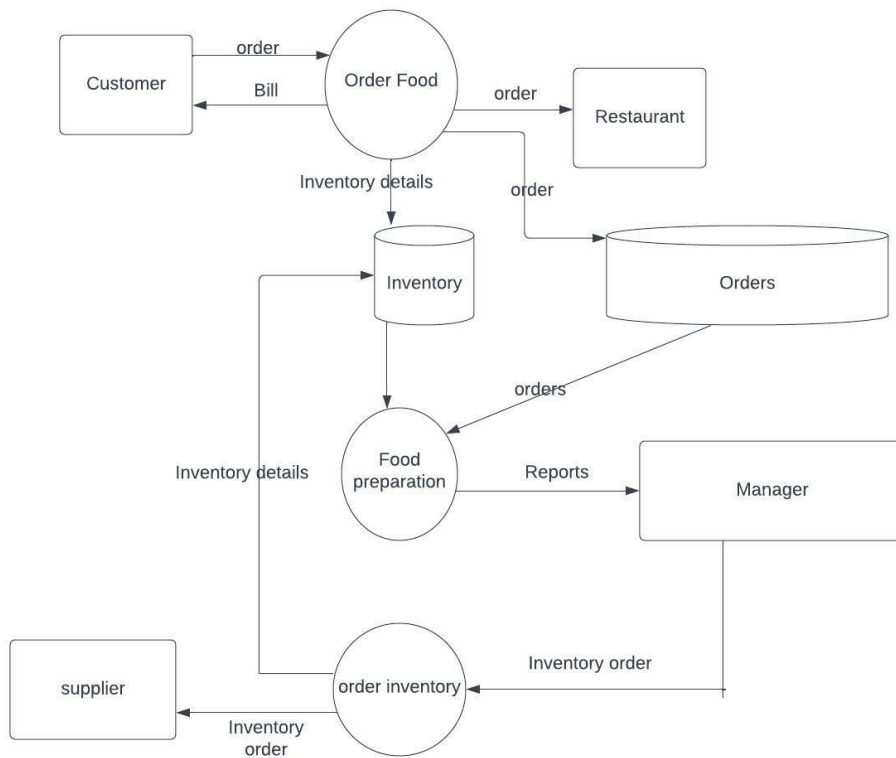 order
Customer
Order Food
Bill
order
Restaurant
Inventory details
order
Inventory
Orders
orders
Food
preparation
Inventory details
Reports
Manager
Inventory order
supplier
order inventory
Inventory
order